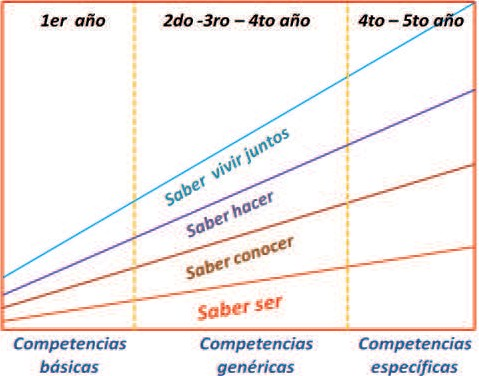 1er año
2do -3ro – 4to año
4to – 5to año
Saber vivir juntos
Saber hacer
Saber conocer
Saber ser
Competencias
básicas
Competencias
genéricas
Competencias
específicas